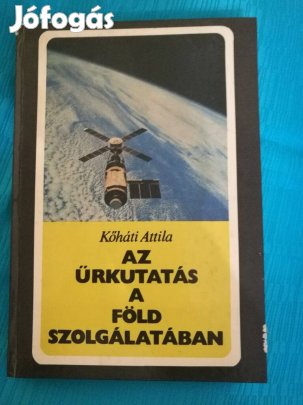 Jófogás
Kőháti Attila
AZ
ŰRKUTATÁS
A
FÖLD
SZOLGÁLATÁBAN